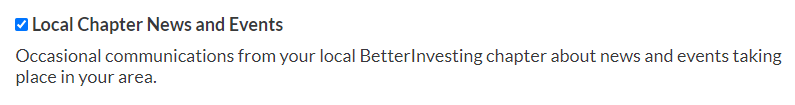 Local Chapter News and Events
Occasional communications from your local BetterInvesting chapter about news and events taking
place in your area.